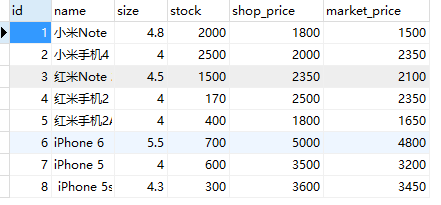 id name size stock shop_price market_price
1 小米Note 4.8 2000 1800 1500
2 小米手机4 4 2500 2000 2350
3 红米Note 4.5 1500 2350 2100
4 红米手机2 4 170 2500 2350
5 红米手机2A 4 400 1800 1650
6 iPhone 6 5.5 700 5000 4800
7 iPhone 5 4 600 3500 3200
8 iPhone 5s 4.3 300 3600 3450